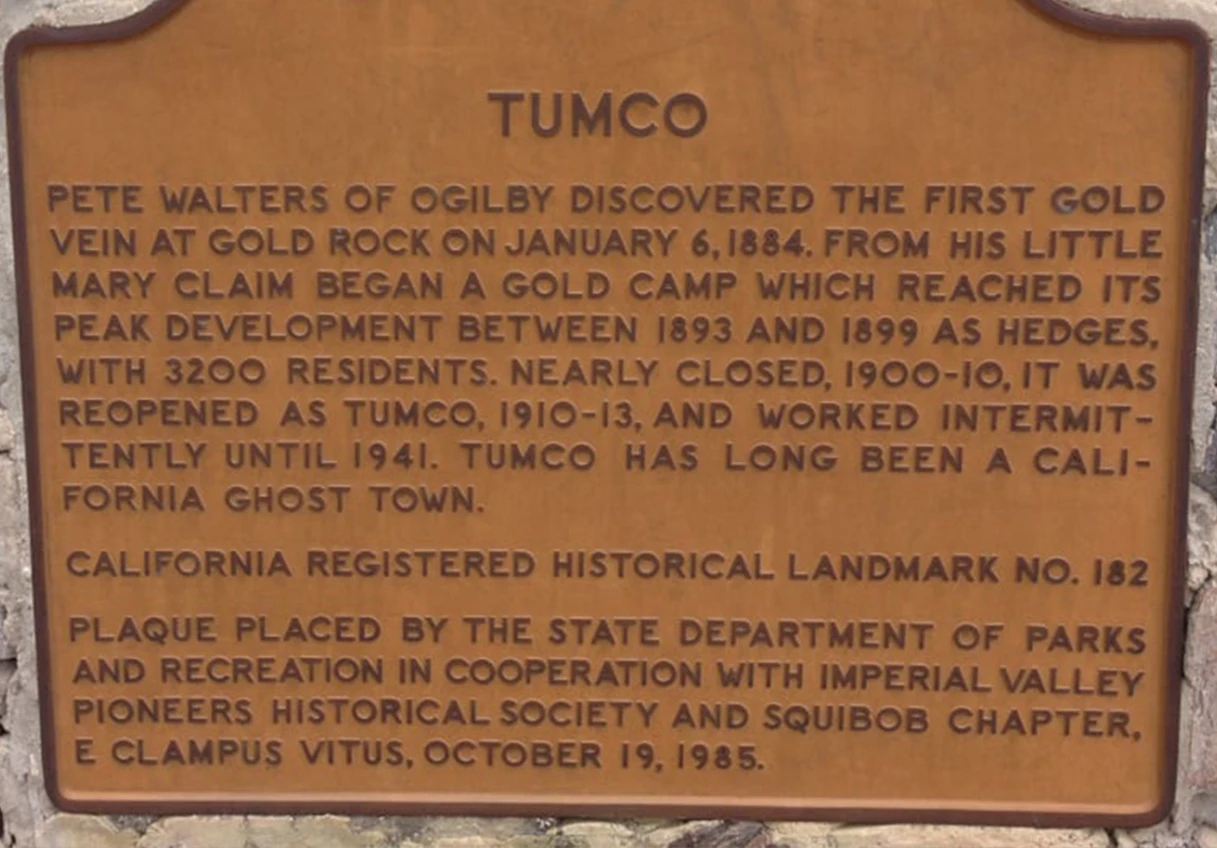 TUMCO
PETE WALTERS OF OGILBY DISCOVERED THE FIRST GOLD
VEIN AT GOLD ROCK ON JANUARY 6, 1884. FROM HIS LITTLE
MARY CLAIM BEGAN A GOLD CAMP WHICH REACHED ITS
PEAK DEVELOPMENT BETWEEN 1893 AND 1899 AS HEDGES,
WITH 3200 RESIDENTS. NEARLY CLOSED, 1900-10, IT WAS
REOPENED AS TUMCO, 1910-13, AND WORKED INTERMIT-
TENTLY UNTIL 1941. TUMCO HAS LONG BEEN A CALI-
FORNIA GHOST TOWN.
CALIFORNIA REGISTERED HISTORICAL LANDMARK NO. 182
PLAQUE PLACED BY THE STATE DEPARTMENT OF PARKS
AND RECREATION IN COOPERATION WITH IMPERIAL VALLEY
PIONEERS HISTORICAL SOCIETY AND SQUIBOB CHAPTER,
E CLAMPUS VITUS, OCTOBER 19, 1985.